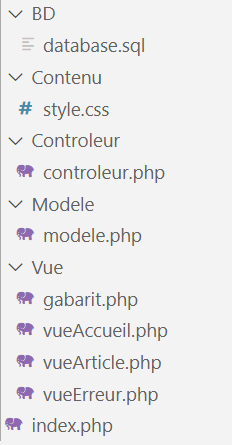 BD
database.sql
Contenu
style.css
Controleur
controleur.php
Modele
modele.php
Vue
gabarit.php
vueAccueil.php
vueArticle.php
vueErreur.php
index.php